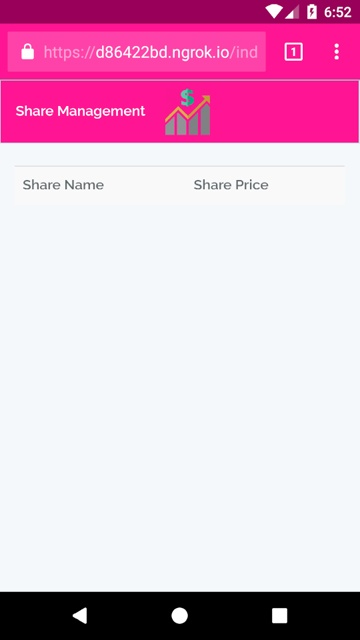 6:52
https://d86422bd.ngrok.io/ind
1
Share Management
$
Share Name Share Price